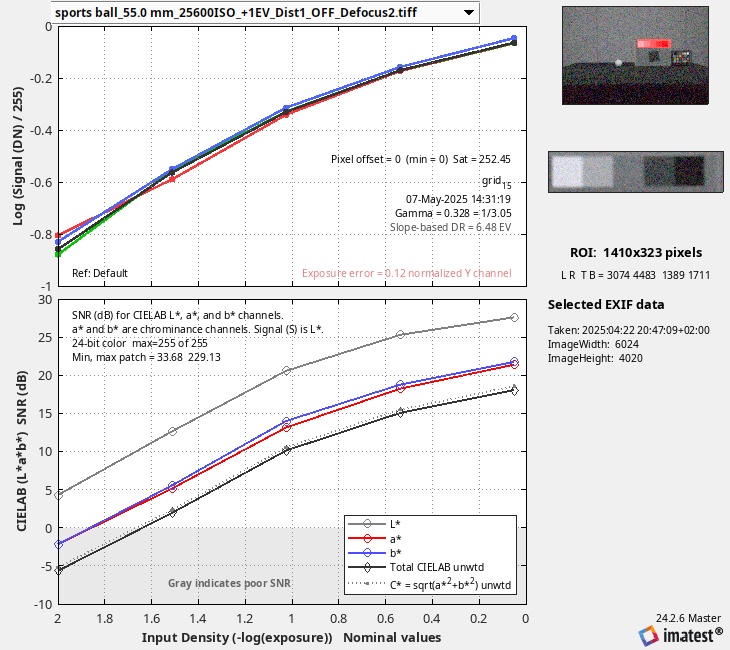 sports ball_55.0 mm_25600ISO_+1EV_Dist1_OFF_Defocus2.tiff
Log (Signal (DN) / 255)
0
-0.2
-0.4
-0.6
-0.8
-1
Pixel offset = 0 (min = 0) Sat = 252.45
grid_15
07-May-2025 14:31:19
Gamma = 0.328 = 1/3.05
Slope-based DR = 6.48 EV
Ref: Default
Exposure error = 0.12 normalized Y channel
CIELAB (L*a*b*) SNR (dB)
30
25
20
15
10
5
0
-5
-10
SNR (dB) for CIELAB L*, a*, and b* channels.
a* and b* are chrominance channels. Signal (S) is L*.
24-bit color max=255 of 255
Min, max patch = 33.68 229.13
Gray indicates poor SNR
L*
a*
b*
Total CIELAB unwtd
C* = sqrt(a*²+b*²) unwtd
2 1.8 1.6 1.4 1.2 1 0.8 0.6 0.4 0.2 0
Input Density (-log(exposure)) Nominal values
ROI: 1410x323 pixels
L R T B = 3074 4483 1389 1711
Selected EXIF data
Taken: 2025:04:22 20:47:09+02:00
ImageWidth: 6024
ImageHeight: 4020
24.2.6 Master
imatest®